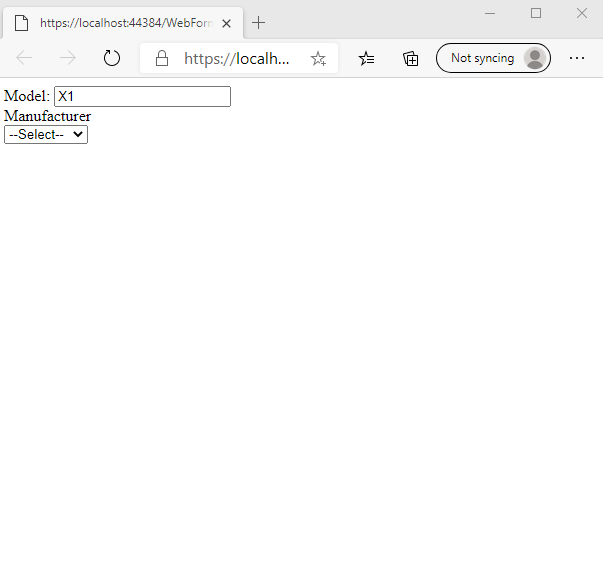 https://localhost:44384/WebForm
https://localh...
Not syncing
Model: X1
Manufacturer
--Select--